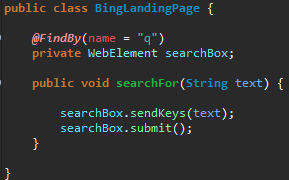 public class BingLandingPage {
@FindBy(name = "q")
private WebElement searchBox;
public void searchFor(String text) {
searchBox.sendKeys(text);
searchBox.submit();
}
}